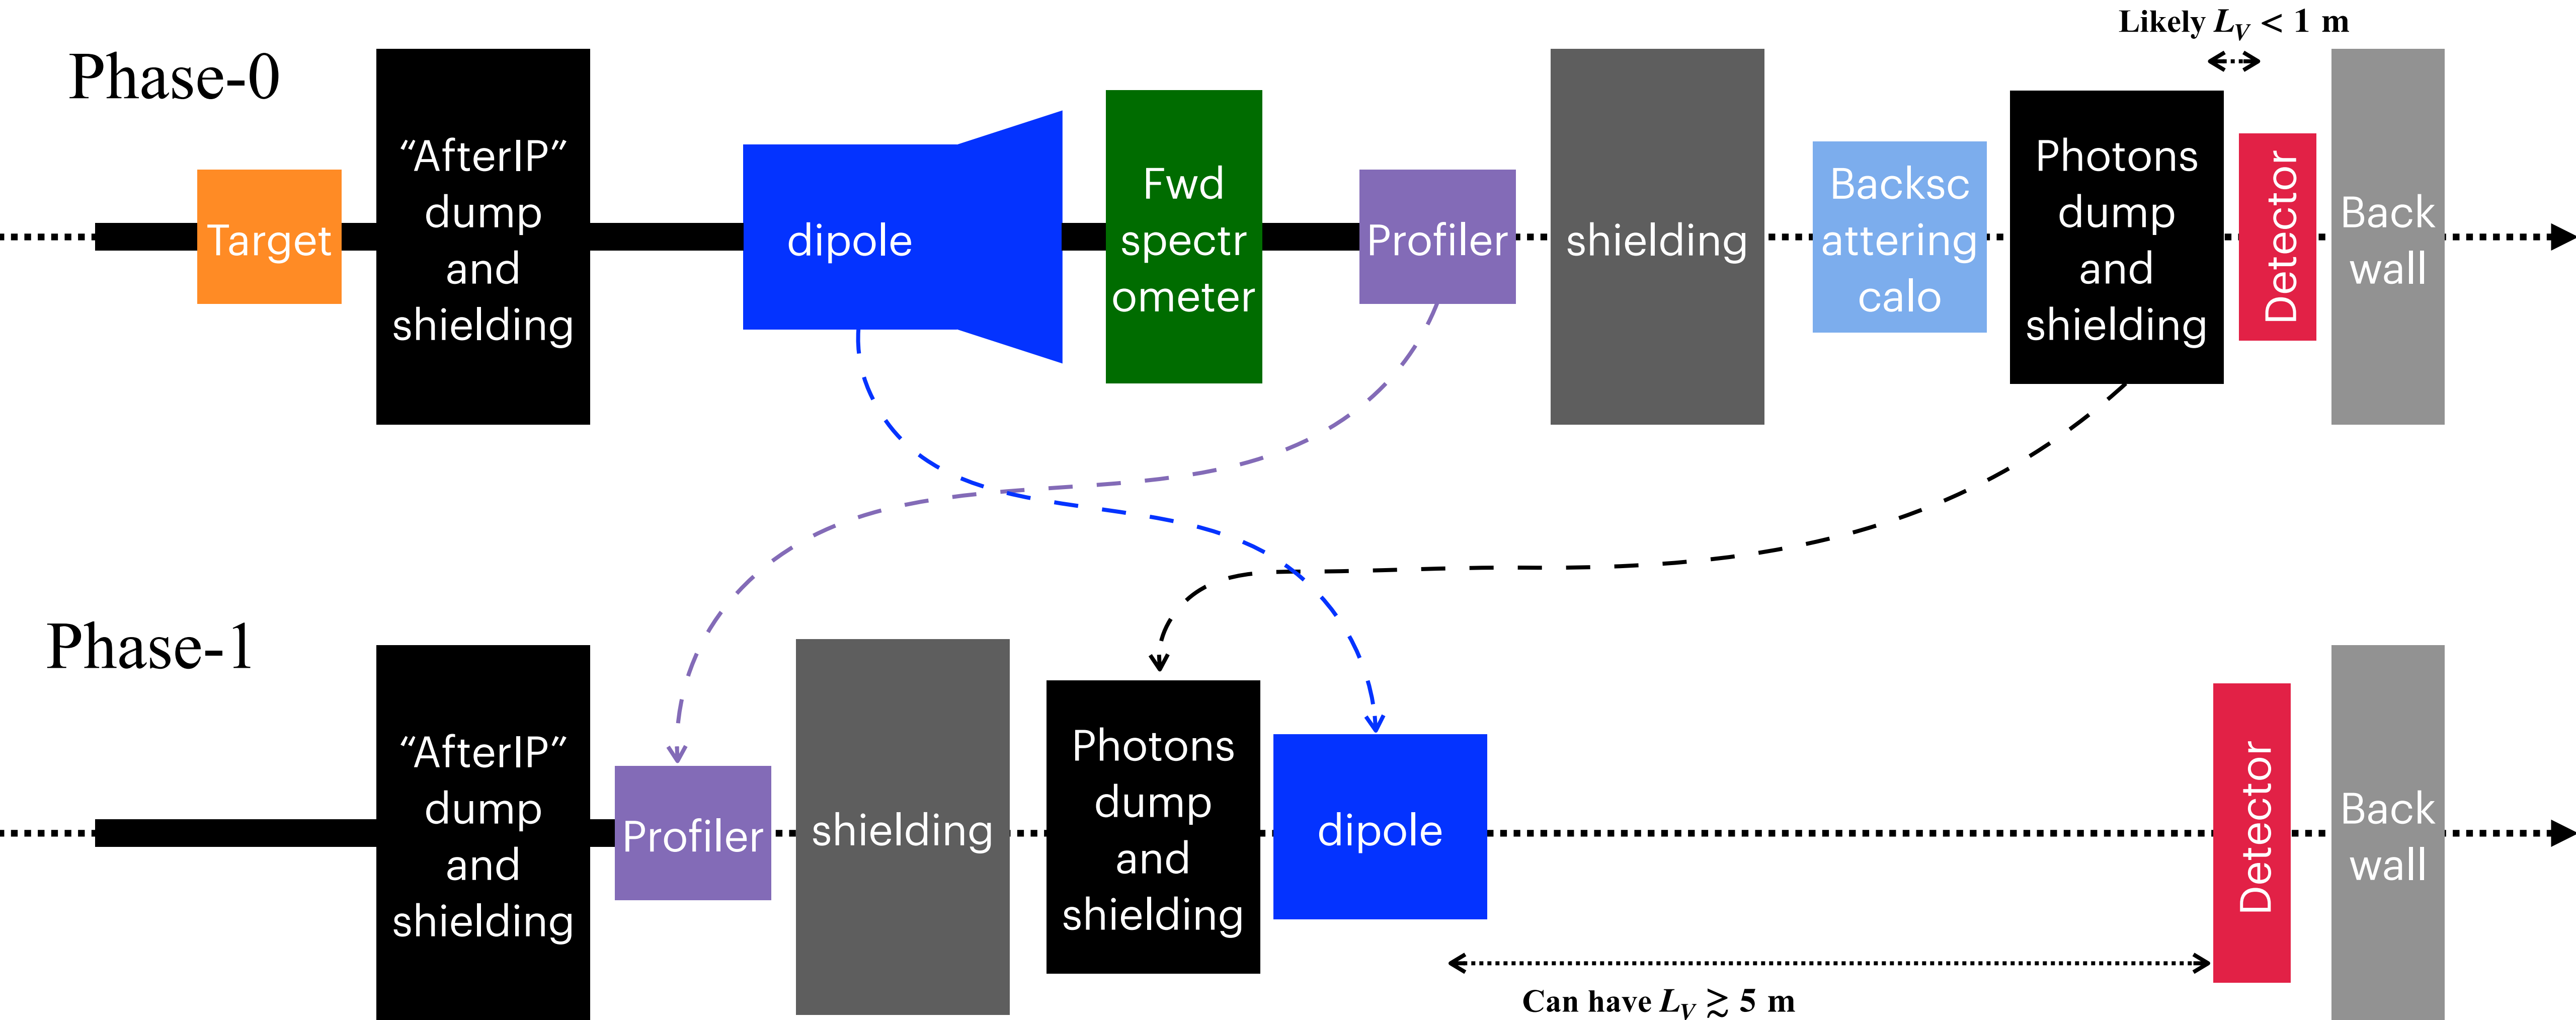 Likely L_V < 1 m
Phase-0
Target
“AfterIP”
dump
and
shielding
dipole
Fwd
spectr
ometer
Profiler
shielding
Backsc
attering
calo
Photons
dump
and
shielding
Detector
Back
wall
Phase-1
“AfterIP”
dump
and
shielding
Profiler
shielding
Photons
dump
and
shielding
dipole
Detector
Back
wall
Can have L_V ≳ 5 m